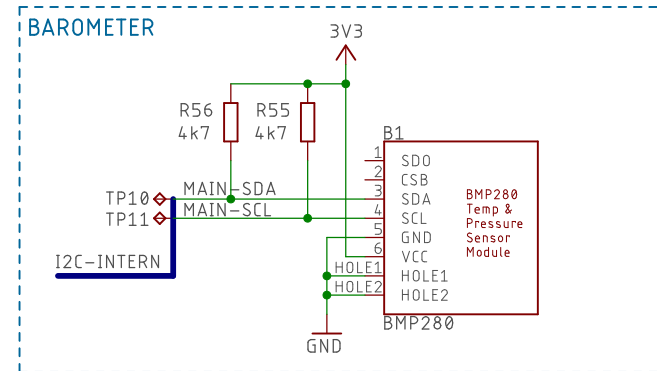 BAROMETER
3V3
R56 R55
4k7 4k7
B1
1 SDO
2 CSB
TP10 MAIN-SDA 3 SDA
TP11 MAIN-SCL 4 SCL
5 GND
I2C-INTERN 6 VCC
HOLE1 HOLE1
HOLE2 HOLE2
BMP280
Temp &
Pressure
Sensor
Module
BMP280
GND